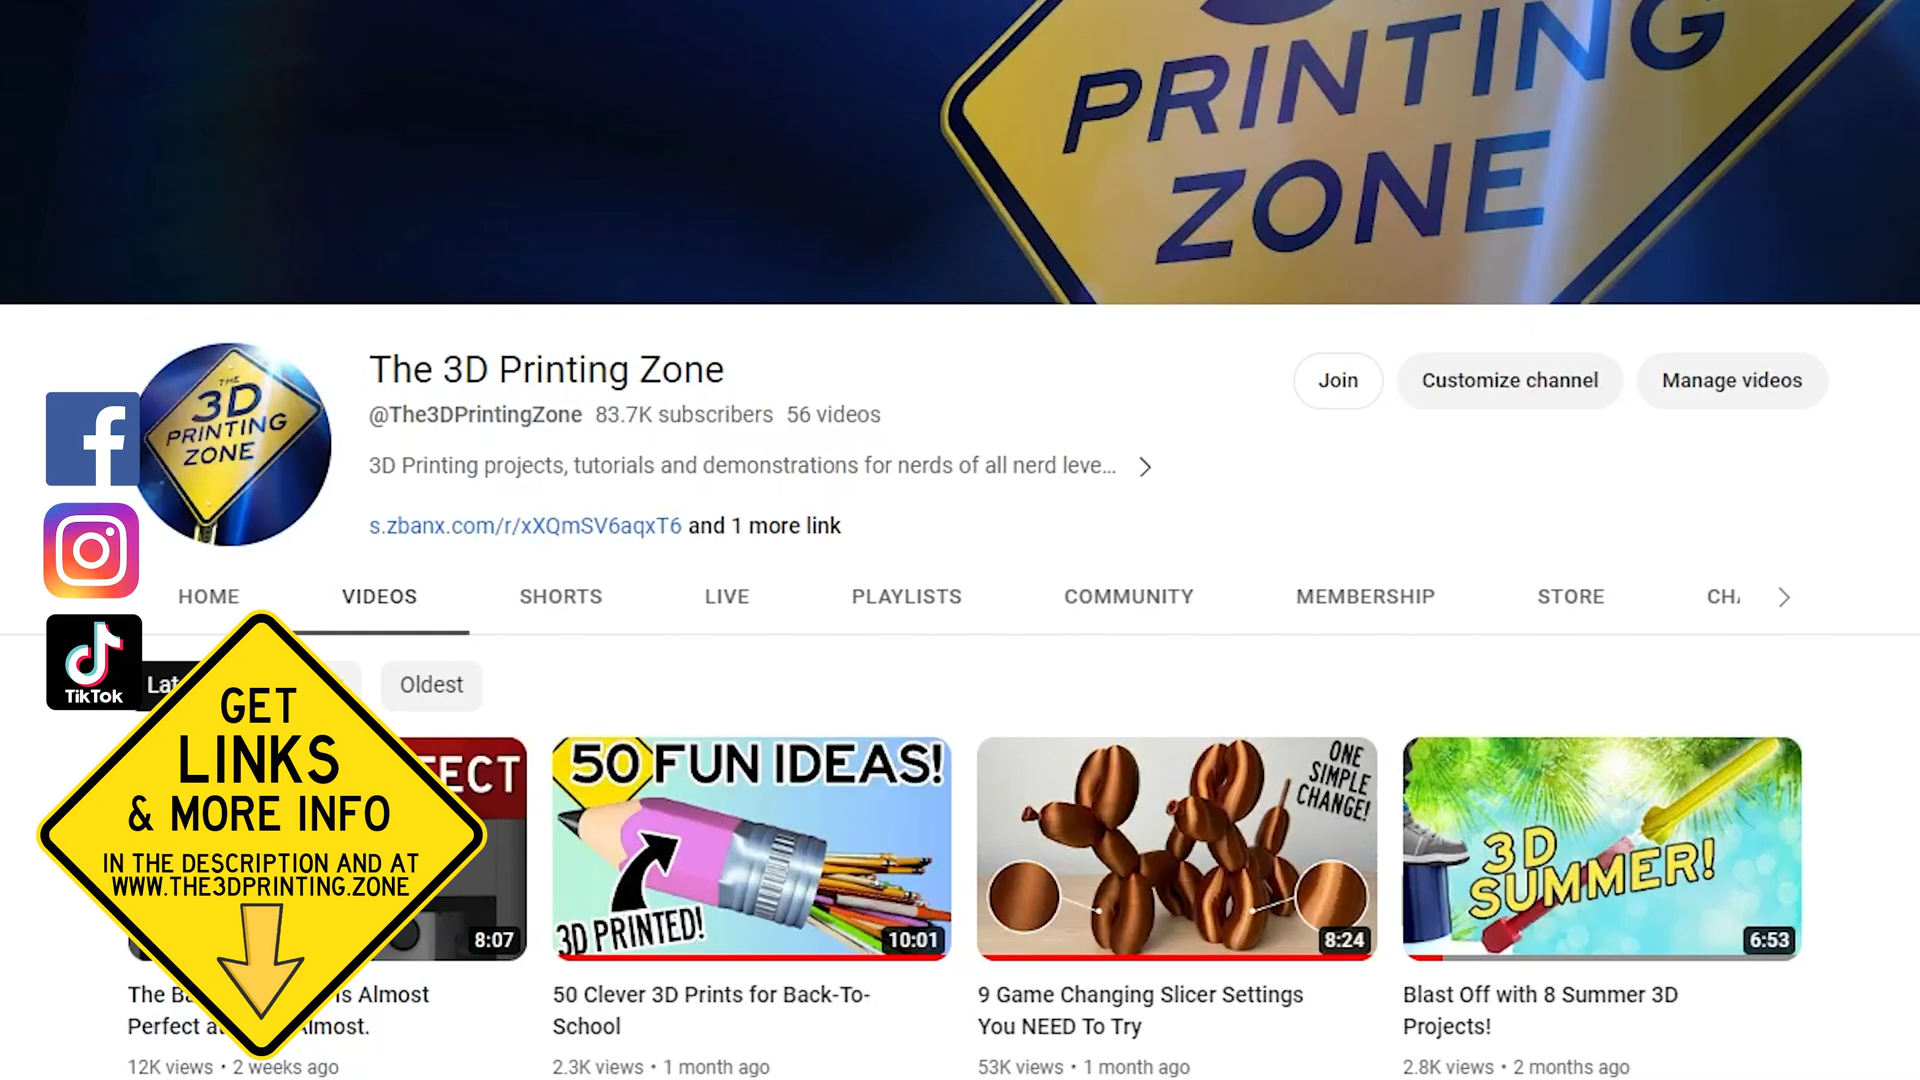 PRINTING
ZONE
THE
3D
PRINTING
ZONE
The 3D Printing Zone
@The3DPrintingZone 83.7K subscribers 56 videos
3D Printing projects, tutorials and demonstrations for nerds of all nerd leve...
s.zbanx.com/r/xXQmSV6aqxT6 and 1 more link
Join
Customize channel
Manage videos
HOME
VIDEOS
SHORTS
LIVE
PLAYLISTS
COMMUNITY
MEMBERSHIP
STORE
TikTok
Oldest
GET
LINKS
& MORE INFO
IN THE DESCRIPTION AND AT
WWW.THE3DPRINTING.ZONE
8:07
50 FUN IDEAS!
3D PRINTED!
10:01
ONE
SIMPLE
CHANGE!
8:24
3D
SUMMER!
6:53
The Almost
Perfect
12K views • 2 weeks ago
50 Clever 3D Prints for Back-To-
School
2.3K views • 1 month ago
9 Game Changing Slicer Settings
You NEED To Try
53K views • 1 month ago
Blast Off with 8 Summer 3D
Projects!
2.8K views • 2 months ago